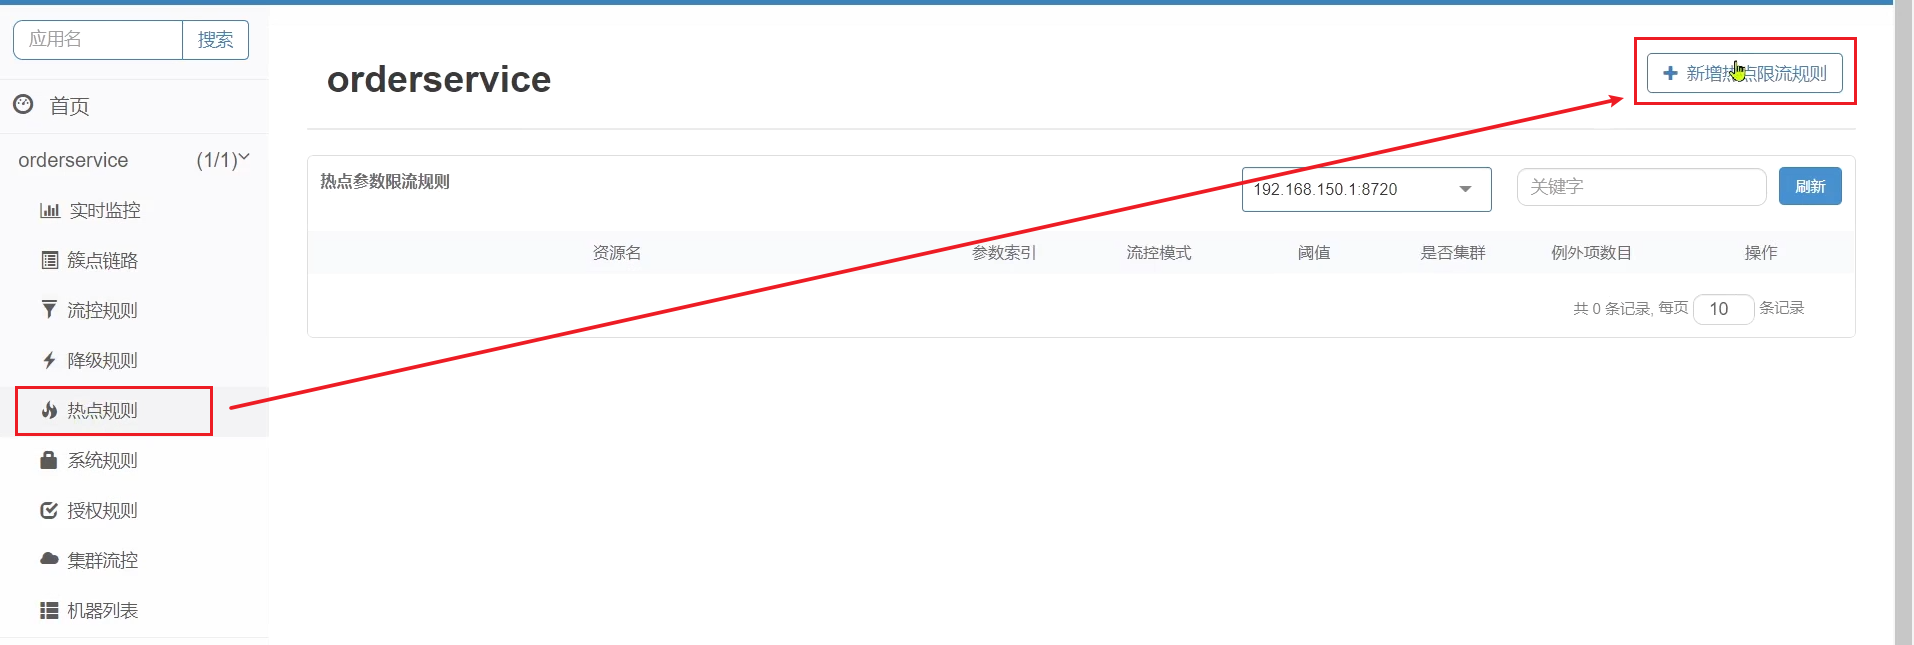 应用名
搜索
首页
orderservice (1/1)
实时监控
簇点链路
流控规则
降级规则
热点规则
系统规则
授权规则
集群流控
机器列表
orderservice
新增热点限流规则
热点参数限流规则
192.168.150.1:8720
关键字
刷新
资源名 参数索引 流控模式 阈值 是否集群 例外项数目 操作
共 0 条记录, 每页 10 条记录